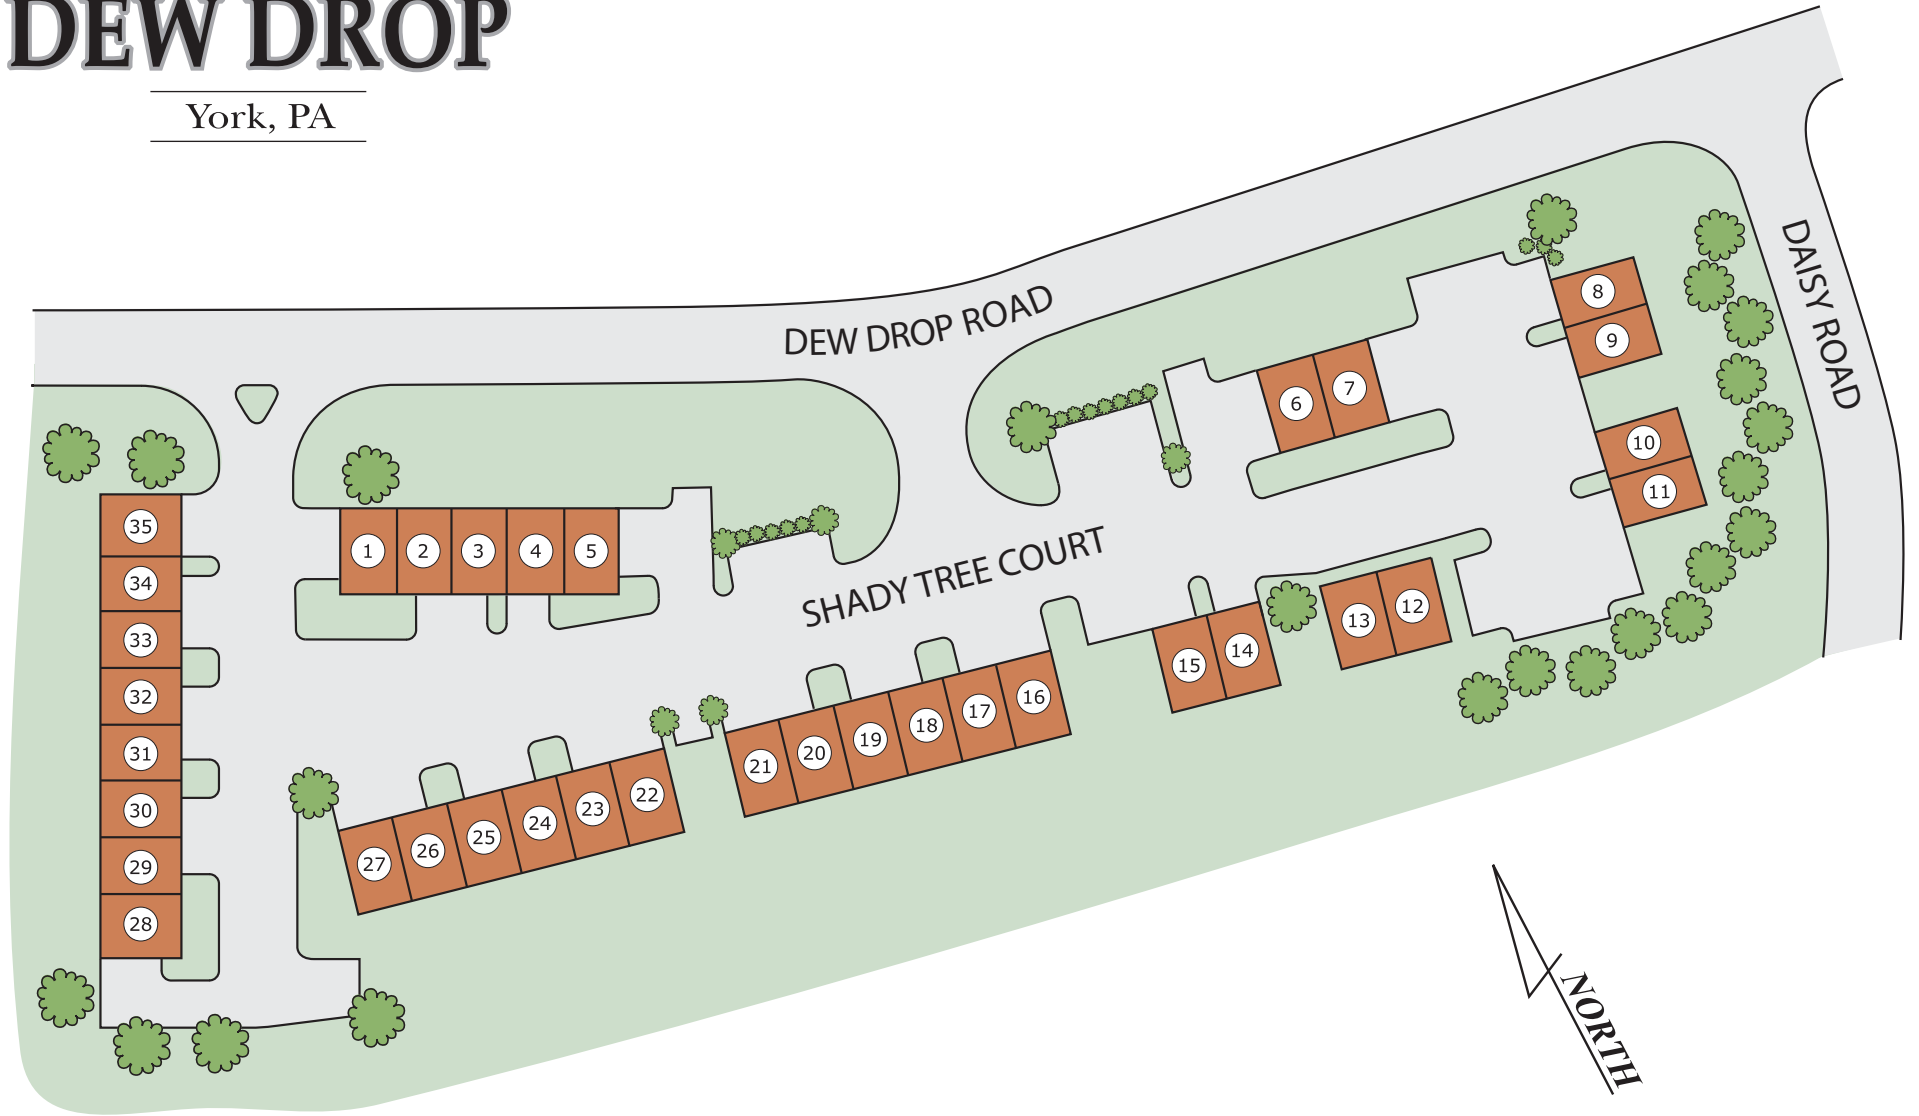 DEW DROP
York, PA
DEW DROP ROAD
DAISY ROAD
SHADY TREE COURT
1 2 3 4 5
6 7
8
9
10
11
13 12
15 14
21 20 19 18 17 16
27 26 25 24 23 22
35
34
33
32
31
30
29
28
NORTH